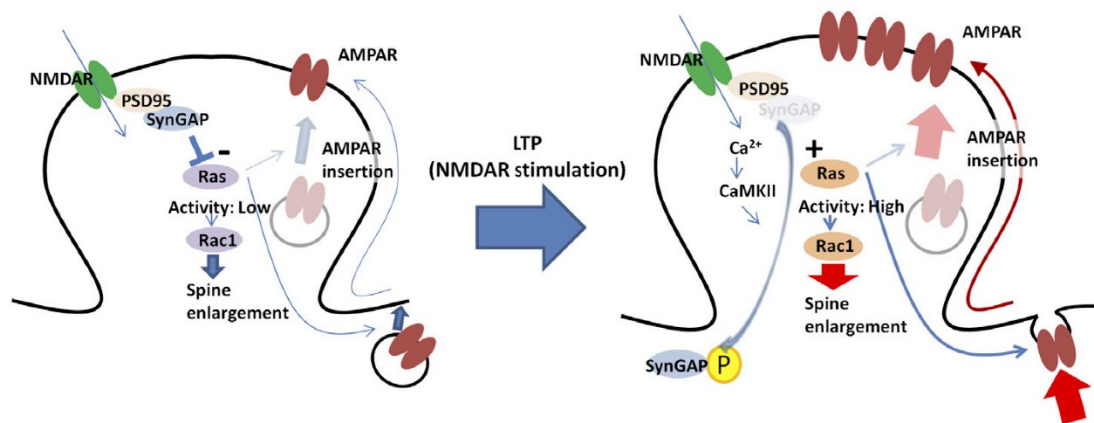 NMDAR
PSD95
SynGAP
-
Ras
Activity: Low
Rac1
Spine
enlargement
AMPAR
AMPAR
insertion
LTP
(NMDAR stimulation)
NMDAR
PSD95
SynGAP
Ca²⁺
CaMKII
+
Ras
Activity: High
Rac1
Spine
enlargement
AMPAR
AMPAR
insertion
SynGAP
P